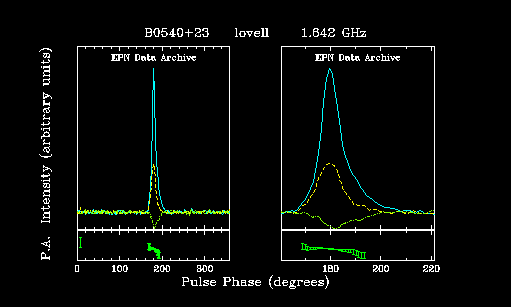 B0540+23 lovell 1.642 GHz
EPN Data Archive EPN Data Archive
Intensity (arbitrary units)
P.A.
0 100 200 300 180 200 220
Pulse Phase (degrees)